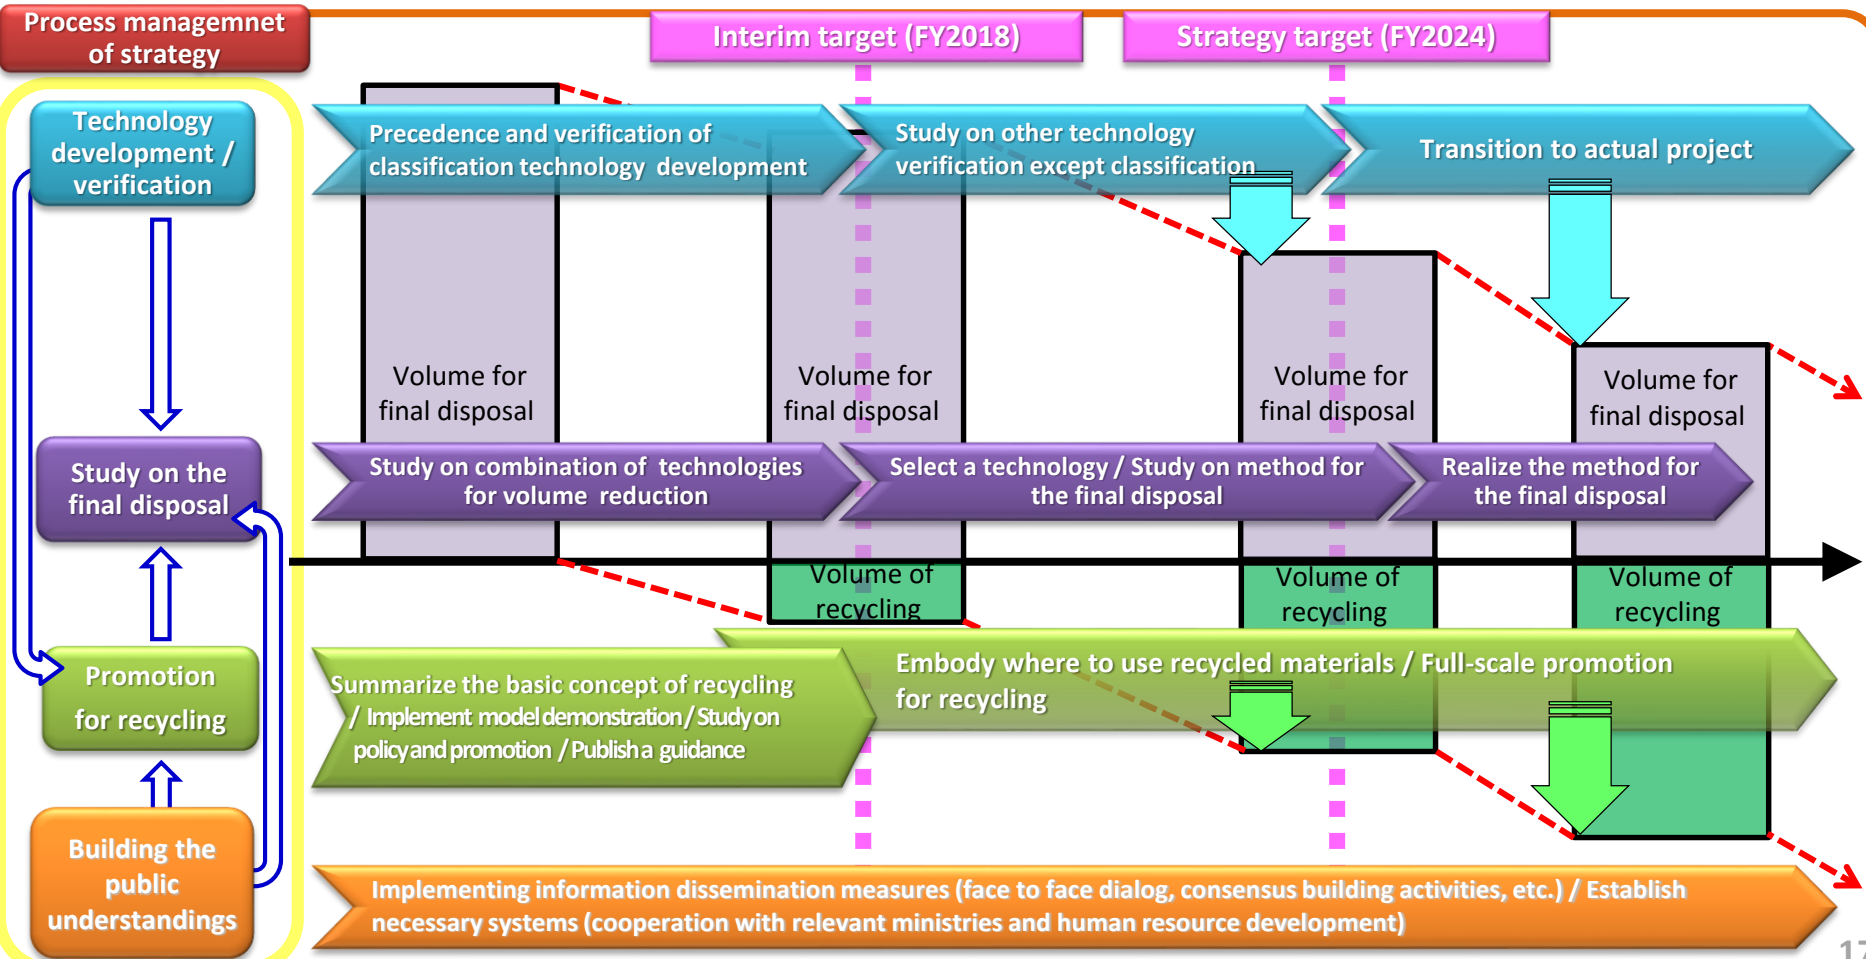 Process managemnet
of strategy
Interim target (FY2018)
Strategy target (FY2024)
Technology
development /
verification
Precedence and verification of
classification technology development
Study on other technology
verification except classification
Transition to actual project
Volume for
final disposal
Volume for
final disposal
Volume for
final disposal
Volume for
final disposal
Study on the
final disposal
Study on combination of technologies
for volume reduction
Select a technology / Study on method for
the final disposal
Realize the method for
the final disposal
Volume of
recycling
Volume of
recycling
Volume of
recycling
Promotion
for recycling
Summarize the basic concept of recycling
/ Implement model demonstration / Study on
policy and promotion / Publish a guidance
Embody where to use recycled materials / Full-scale promotion
for recycling
Building the
public
understandings
Implementing information dissemination measures (face to face dialog, consensus building activities, etc.) / Establish
necessary systems (cooperation with relevant ministries and human resource development)
17